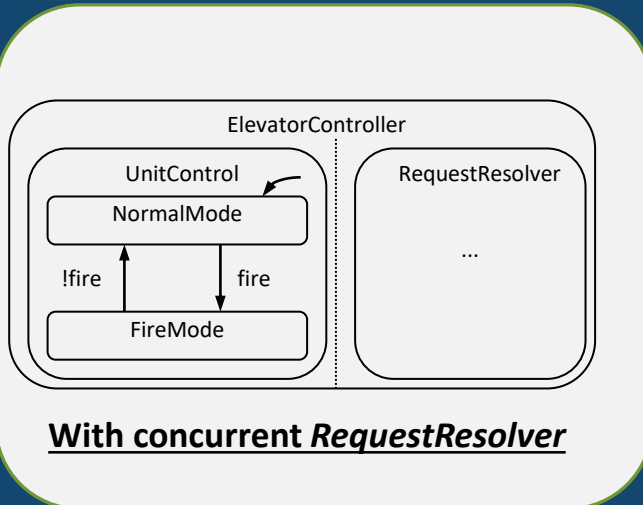 ElevatorController
UnitControl
RequestResolver
NormalMode
...
!fire
fire
FireMode
With concurrent RequestResolver